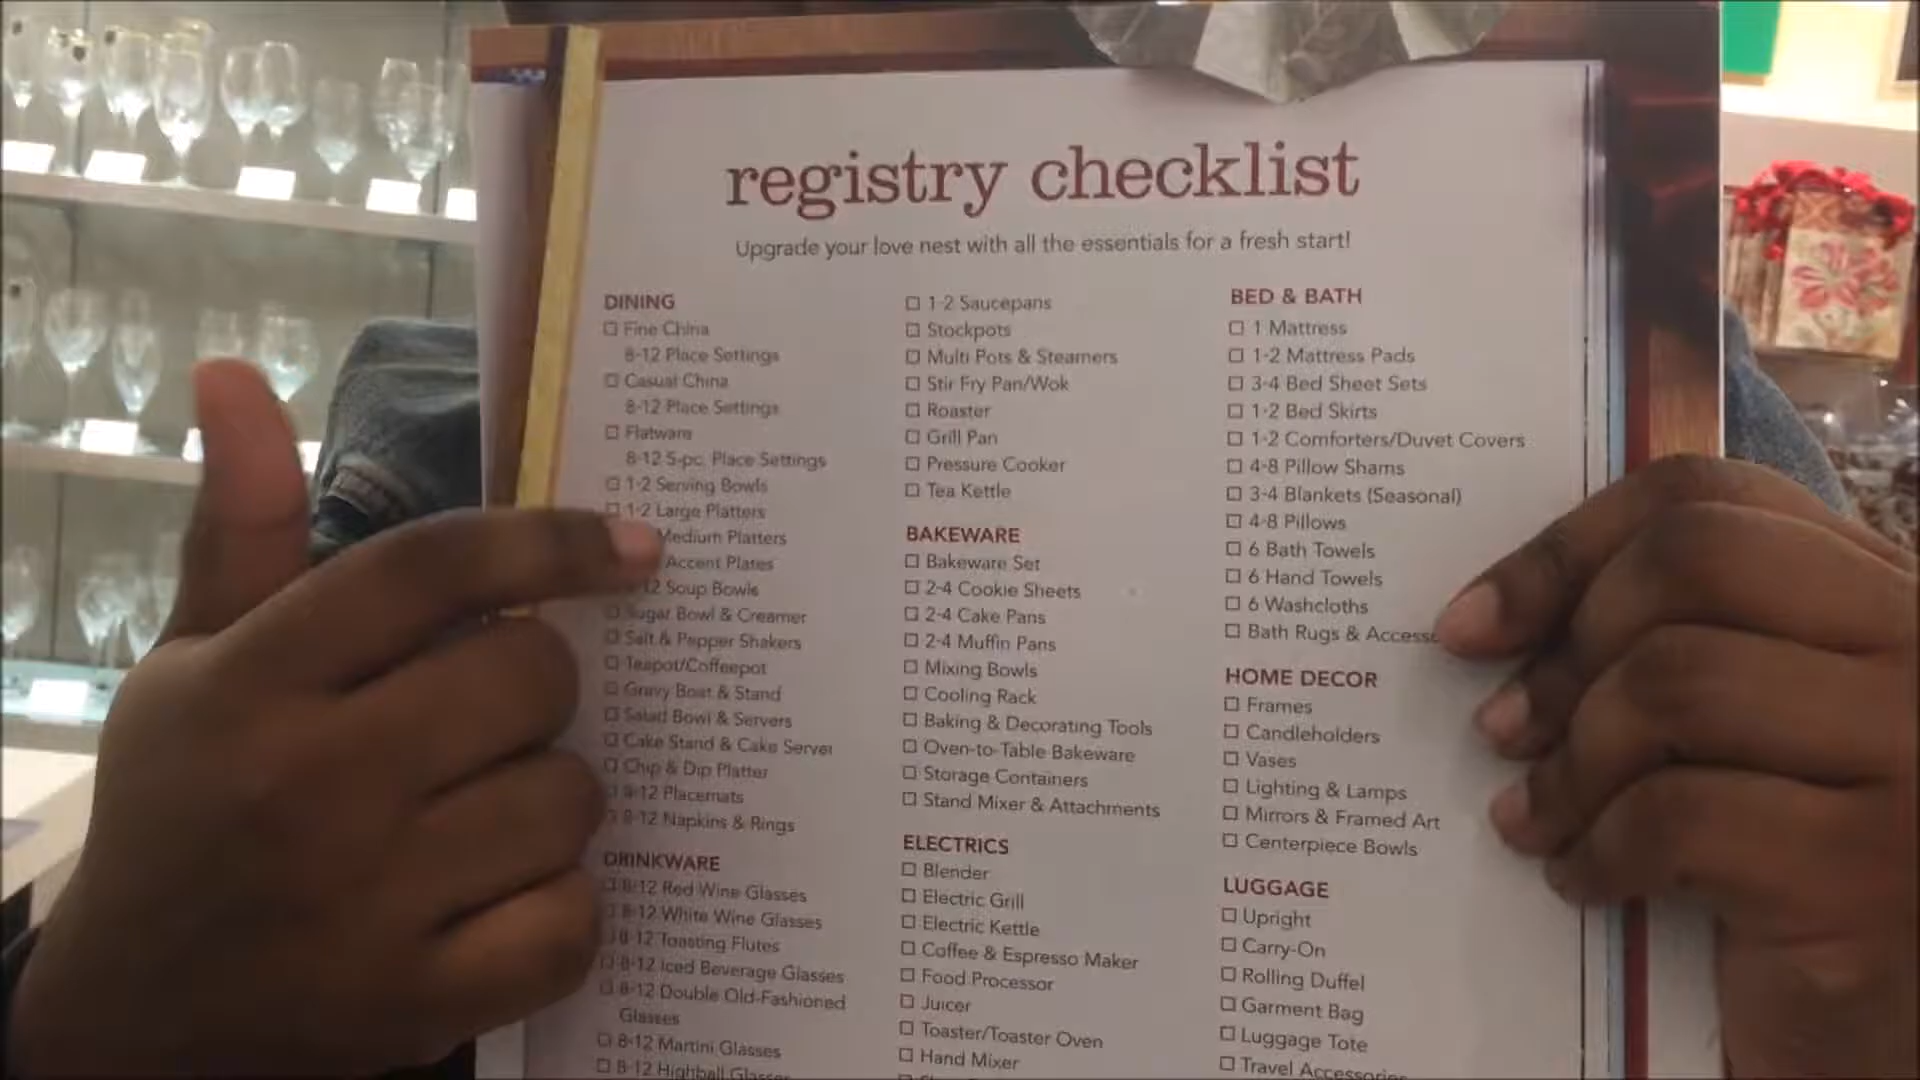 registry checklist
Upgrade your love nest with all the essentials for a fresh start!
DINING
Fine China
8-12 Place Settings
Casual China
8-12 Place Settings
Flatware
8-12 5-pc. Place Settings
1-2 Serving Bowls
1-2 Large Platters
Medium Platters
Accent Plates
12 Soup Bowls
Sugar Bowl & Creamer
Salt & Pepper Shakers
Teapot/Coffeepot
Gravy Boat & Stand
Salad Bowl & Servers
Cake Stand & Cake Server
Chip & Dip Platter
8-12 Placemats
8-12 Napkins & Rings
DRINKWARE
8-12 Red Wine Glasses
8-12 White Wine Glasses
8-12 Toasting Flutes
8-12 Iced Beverage Glasses
8-12 Double Old-Fashioned
Glasses
8-12 Martini Glasses
8-12 Highball Glasses
1-2 Saucepans
Stockpots
Multi Pots & Steamers
Stir Fry Pan/Wok
Roaster
Grill Pan
Pressure Cooker
Tea Kettle
BAKEWARE
Bakeware Set
2-4 Cookie Sheets
2-4 Cake Pans
2-4 Muffin Pans
Mixing Bowls
Cooling Rack
Baking & Decorating Tools
Oven-to-Table Bakeware
Storage Containers
Stand Mixer & Attachments
ELECTRICS
Blender
Electric Grill
Electric Kettle
Coffee & Espresso Maker
Food Processor
Juicer
Toaster/Toaster Oven
Hand Mixer
BED & BATH
1 Mattress
1-2 Mattress Pads
3-4 Bed Sheet Sets
1-2 Bed Skirts
1-2 Comforters/Duvet Covers
4-8 Pillow Shams
3-4 Blankets (Seasonal)
4-8 Pillows
6 Bath Towels
6 Hand Towels
6 Washcloths
Bath Rugs & Accesso
HOME DECOR
Frames
Candleholders
Vases
Lighting & Lamps
Mirrors & Framed Art
Centerpiece Bowls
LUGGAGE
Upright
Carry-On
Rolling Duffel
Garment Bag
Luggage Tote
Travel Accessories